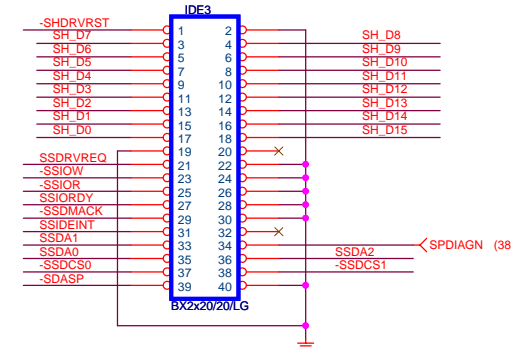 IDE3
-SHDRVRST 1 2
SH_D7 3 4 SH_D8
SH_D6 5 6 SH_D9
SH_D5 7 8 SH_D10
SH_D4 9 10 SH_D11
SH_D3 11 12 SH_D12
SH_D2 13 14 SH_D13
SH_D1 15 16 SH_D14
SH_D0 17 18 SH_D15
19 20
SSDRVREQ 21 22
-SSIOW 23 24
-SSIOR 25 26
SSIORDY 27 28
-SSDMACK 29 30
SSIDEINT 31 32
SSDA1 33 34 SPDIAGN (38
SSDA0 35 36 SSDA2
-SSDCS0 37 38 -SSDCS1
-SDASP 39 40
BX2x20/20/LG